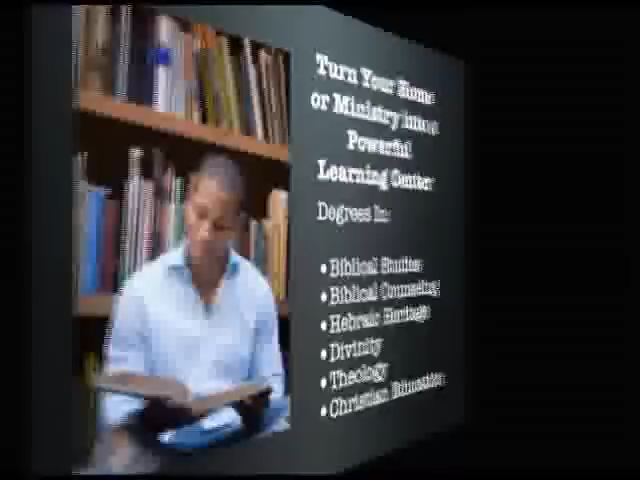 Turn Your Home
or Ministry Into a
Powerful
Learning Center
Degrees In:
• Biblical Studies
• Biblical Counseling
• Hebraic Heritage
• Divinity
• Theology
• Christian Education